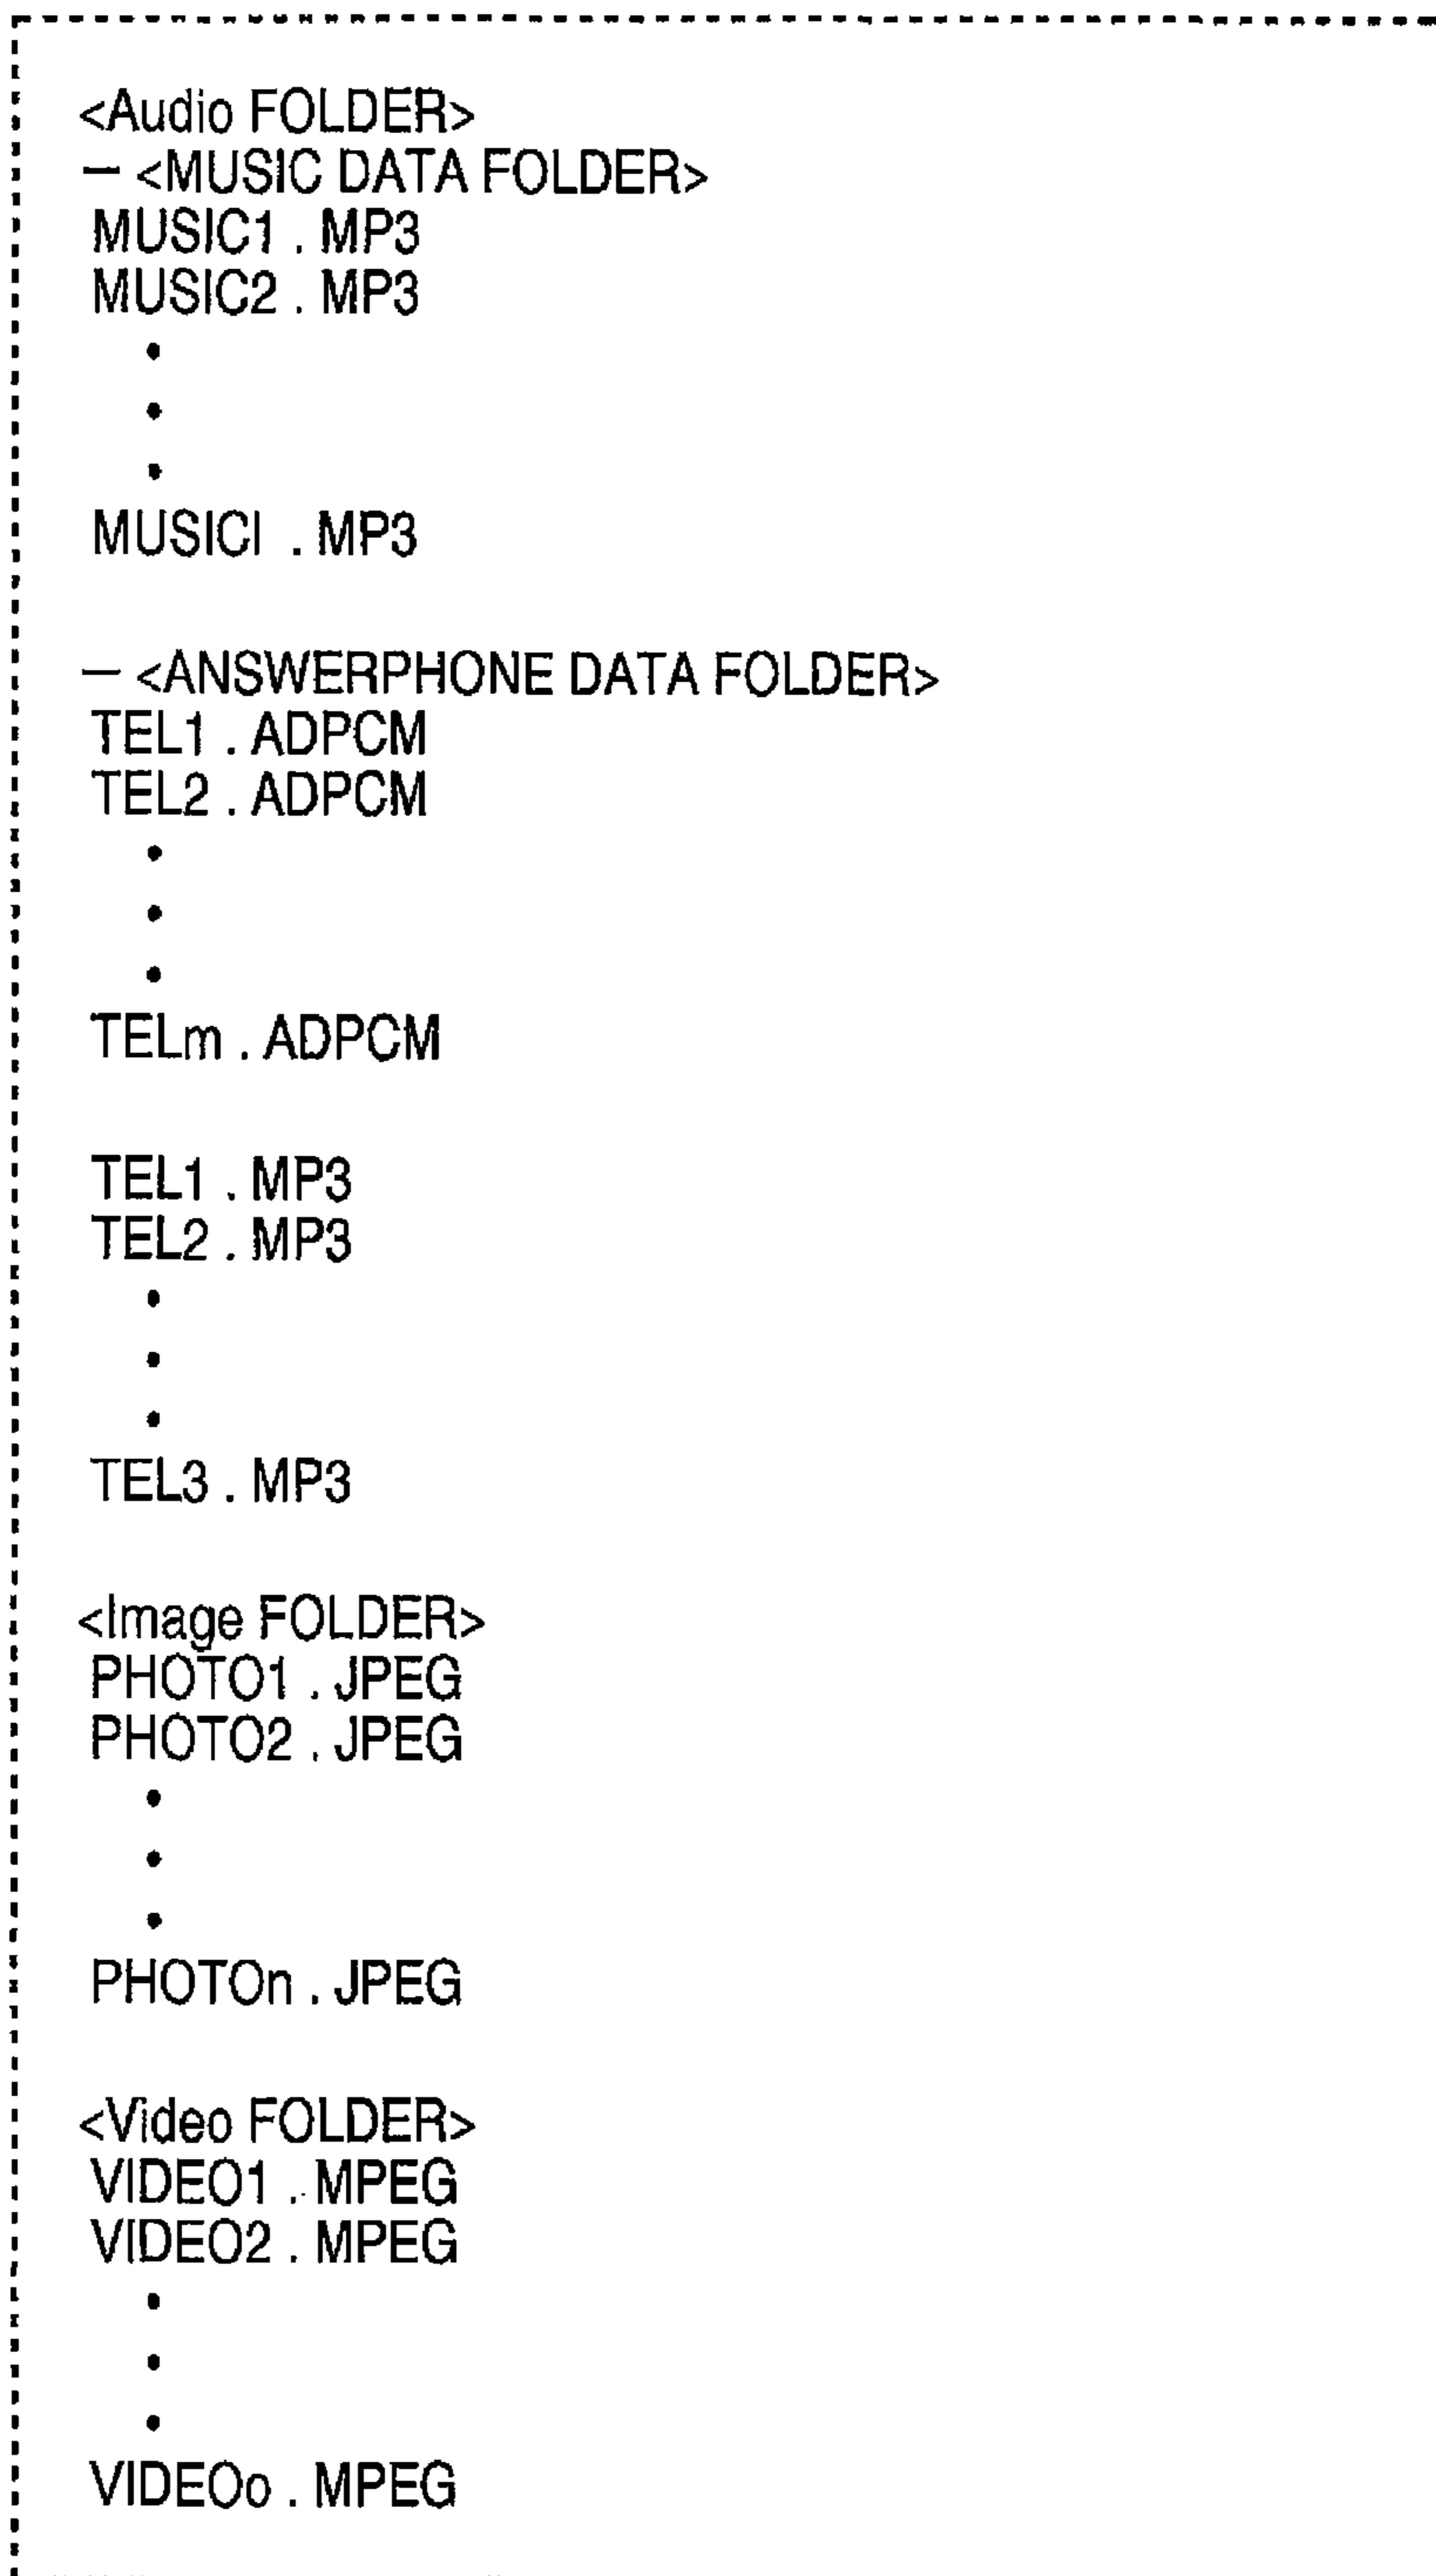 <Audio FOLDER>
— <MUSIC DATA FOLDER>
MUSIC1 . MP3
MUSIC2 . MP3
•
•
•
MUSICl . MP3
— <ANSWERPHONE DATA FOLDER>
TEL1 . ADPCM
TEL2 . ADPCM
•
•
•
TELm . ADPCM
TEL1 . MP3
TEL2 . MP3
•
•
•
TEL3 . MP3
<Image FOLDER>
PHOTO1 . JPEG
PHOTO2 . JPEG
•
•
•
PHOTOn . JPEG
<Video FOLDER>
VIDEO1 . MPEG
VIDEO2 . MPEG
•
•
•
VIDEOo . MPEG